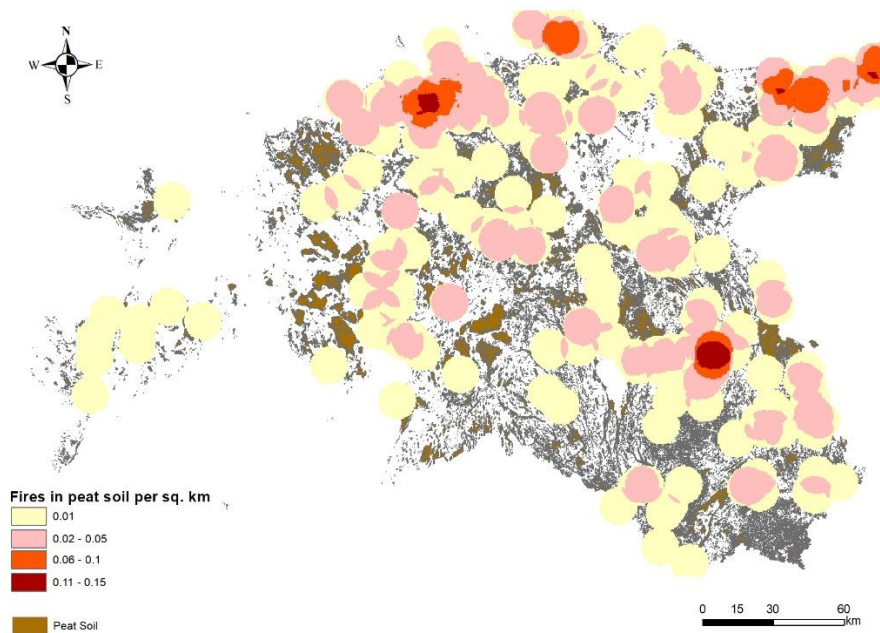 N
W E
S
Fires in peat soil per sq. km
0.01
0.02 - 0.05
0.06 - 0.1
0.11 - 0.15
Peat Soil
0 15 30 60
km